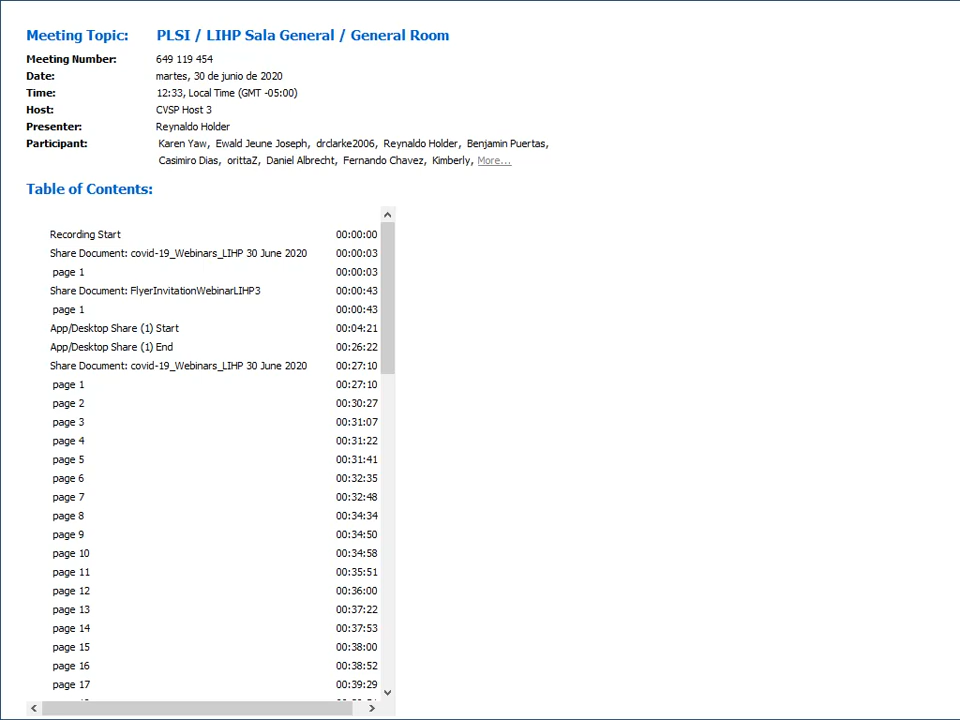 Meeting Topic: PLSI / LIHP Sala General / General Room
Meeting Number: 649 119 454
Date: martes, 30 de junio de 2020
Time: 12:33, Local Time (GMT -05:00)
Host: CVSP Host 3
Presenter: Reynaldo Holder
Participant: Karen Yaw, Ewald Jeune Joseph, drclarke2006, Reynaldo Holder, Benjamin Puertas,
Casimiro Dias, orittaZ, Daniel Albrecht, Fernando Chavez, Kimberly, More...
Table of Contents:
Recording Start 00:00:00
Share Document: covid-19_Webinars_LIHP 30 June 2020 00:00:03
page 1 00:00:03
Share Document: FlyerInvitationWebinarLIHP3 00:00:43
page 1 00:00:43
App/Desktop Share (1) Start 00:04:21
App/Desktop Share (1) End 00:26:22
Share Document: covid-19_Webinars_LIHP 30 June 2020 00:27:10
page 1 00:27:10
page 2 00:30:27
page 3 00:31:07
page 4 00:31:22
page 5 00:31:41
page 6 00:32:35
page 7 00:32:48
page 8 00:34:34
page 9 00:34:50
page 10 00:34:58
page 11 00:35:51
page 12 00:36:00
page 13 00:37:22
page 14 00:37:53
page 15 00:38:00
page 16 00:38:52
page 17 00:39:29